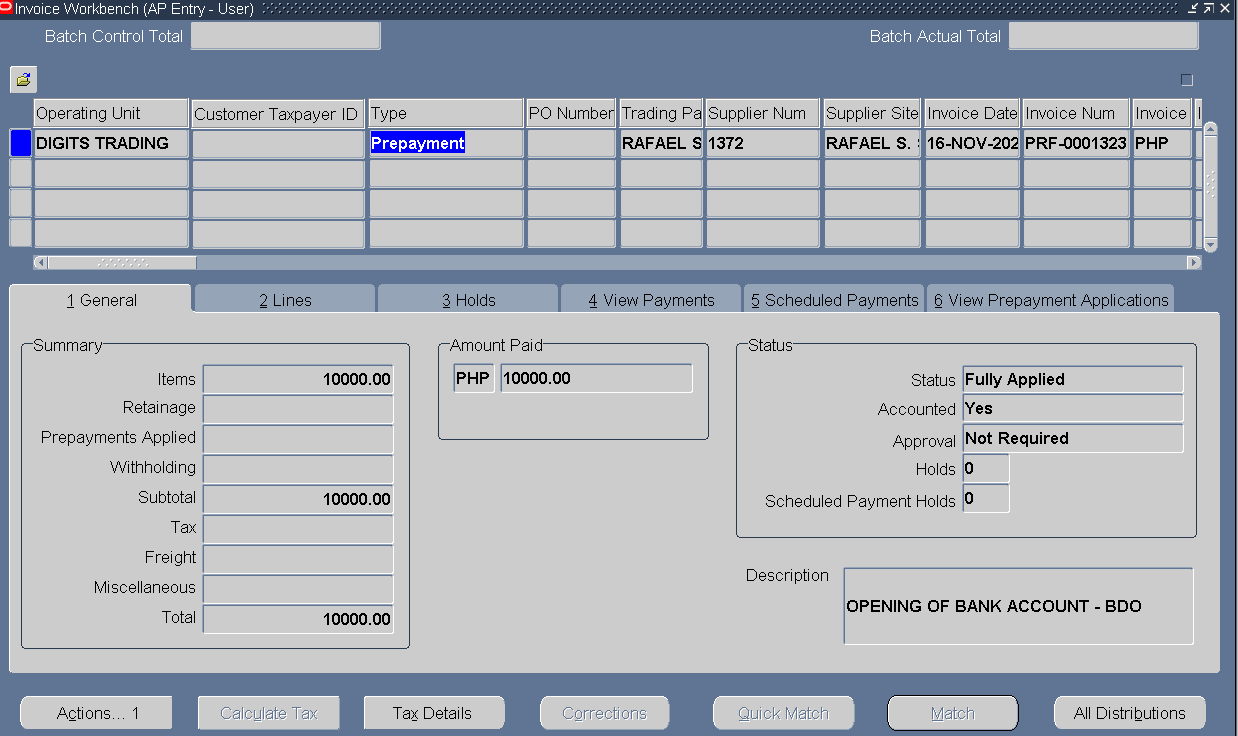 Invoice Workbench (AP Entry - User)
Batch Control Total
Batch Actual Total
Operating Unit Customer Taxpayer ID Type PO Number Trading Pa Supplier Num Supplier Site Invoice Date Invoice Num Invoice
DIGITS TRADING Prepayment RAFAEL S 1372 RAFAEL S. 16-NOV-202 PRF-0001323 PHP
1 General 2 Lines 3 Holds 4 View Payments 5 Scheduled Payments 6 View Prepayment Applications
Summary
Items 10000.00
Retainage
Prepayments Applied
Withholding
Subtotal 10000.00
Tax
Freight
Miscellaneous
Total 10000.00
Amount Paid
PHP 10000.00
Status
Status Fully Applied
Accounted Yes
Approval Not Required
Holds 0
Scheduled Payment Holds 0
Description
OPENING OF BANK ACCOUNT - BDO
Actions... 1 Calculate Tax Tax Details Corrections Quick Match Match All Distributions